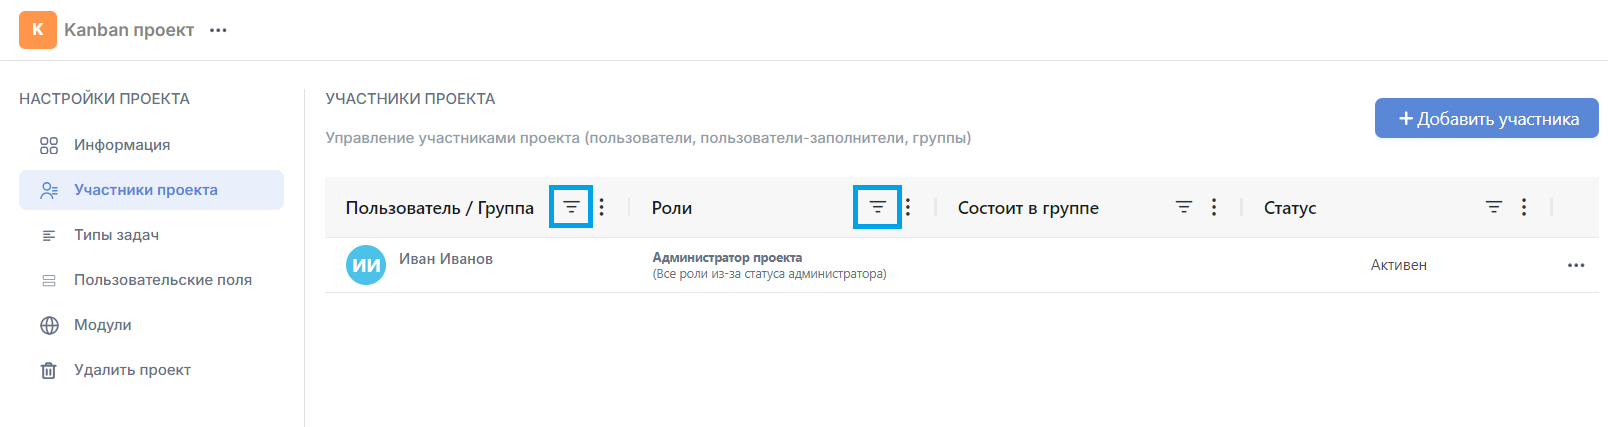 К Kanban проект
НАСТРОЙКИ ПРОЕКТА
Информация
Участники проекта
Типы задач
Пользовательские поля
Модули
Удалить проект
УЧАСТНИКИ ПРОЕКТА
Управление участниками проекта (пользователи, пользователи-заполнители, группы)
+ Добавить участника
Пользователь / Группа Роли Состоит в группе Статус
ИИ Иван Иванов Администратор проекта Активен
(Все роли из-за статуса администратора)